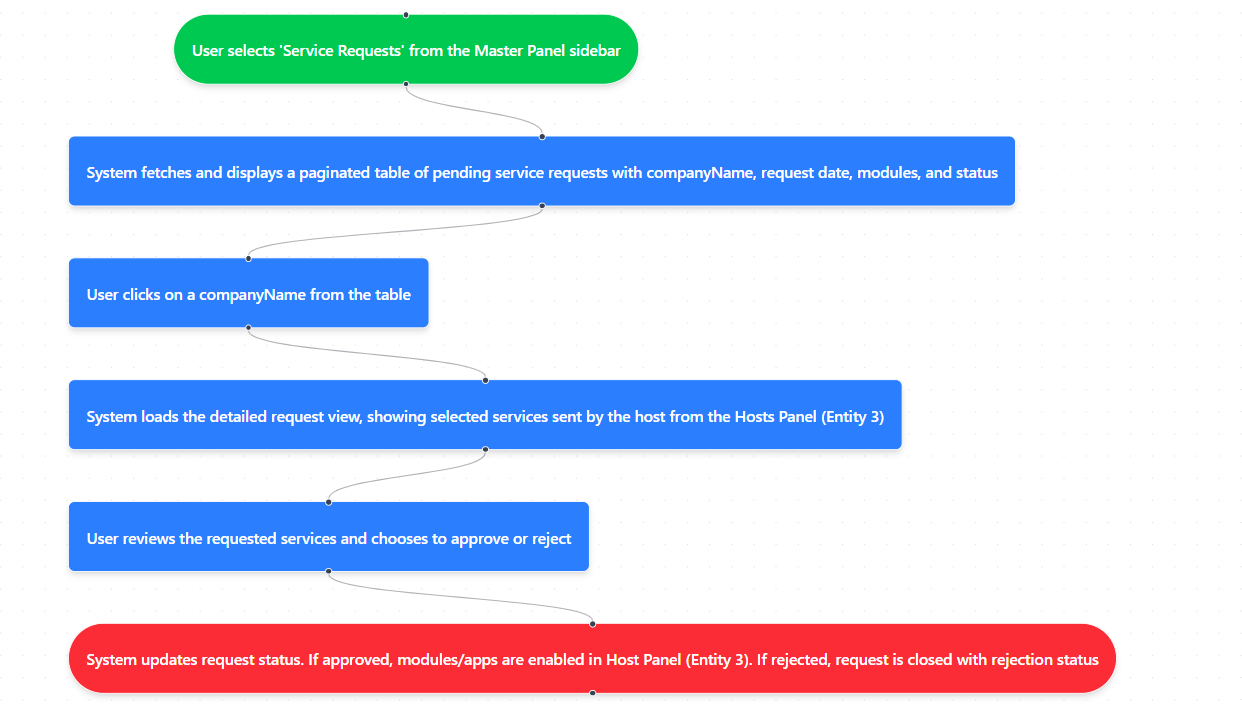 User selects 'Service Requests' from the Master Panel sidebar
System fetches and displays a paginated table of pending service requests with companyName, request date, modules, and status
User clicks on a companyName from the table
System loads the detailed request view, showing selected services sent by the host from the Hosts Panel (Entity 3)
User reviews the requested services and chooses to approve or reject
System updates request status. If approved, modules/apps are enabled in Host Panel (Entity 3). If rejected, request is closed with rejection status